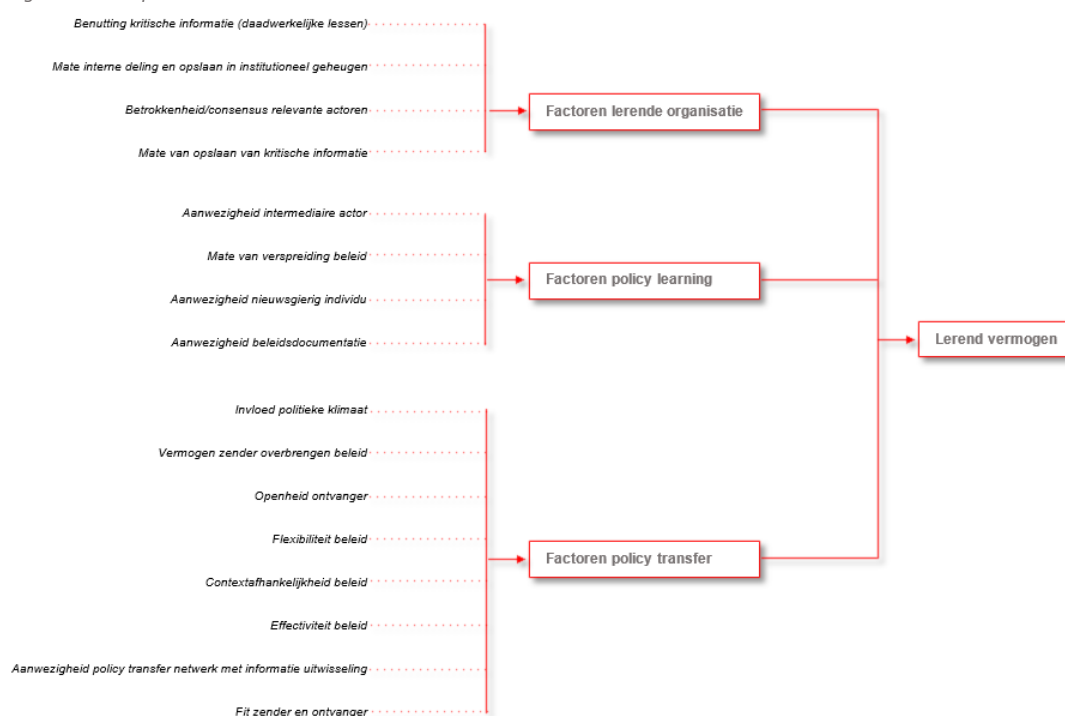 Benutting kritische informatie (daadwerkelijke lessen)
Mate interne deling en opslaan in institutioneel geheugen
Betrokkenheid/consensus relevante actoren
Mate van opslaan van kritische informatie
Factoren lerende organisatie
Aanwezigheid intermediaire actor
Mate van verspreiding beleid
Aanwezigheid nieuwsgierig individu
Aanwezigheid beleidsdocumentatie
Factoren policy learning
Lerend vermogen
Invloed politieke klimaat
Vermogen zender overbrengen beleid
Openheid ontvanger
Flexibiliteit beleid
Contextafhankelijkheid beleid
Effectiviteit beleid
Aanwezigheid policy transfer netwerk met informatie uitwisseling
Fit zender en ontvanger
Factoren policy transfer